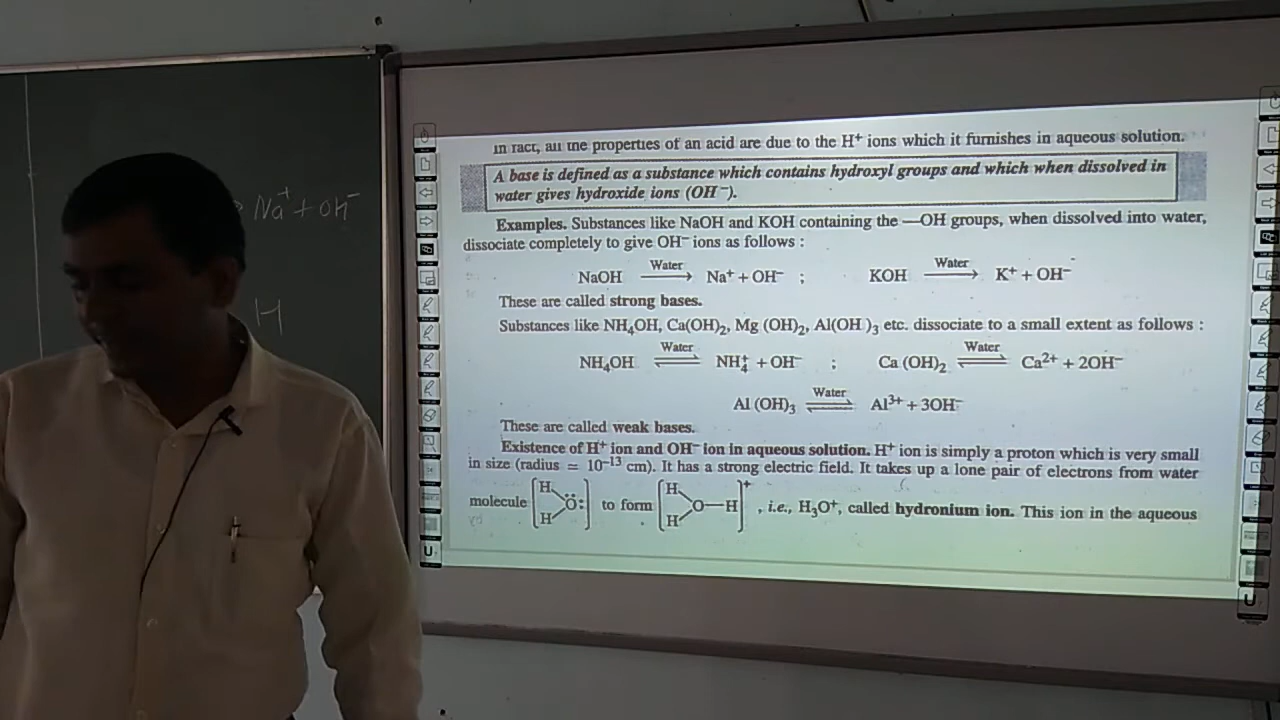 Na⁺ + OH⁻
H
In fact, all the properties of an acid are due to the H⁺ ions which it furnishes in aqueous solution.
A base is defined as a substance which contains hydroxyl groups and which when dissolved in
water gives hydroxide ions (OH⁻).
Examples. Substances like NaOH and KOH containing the —OH groups, when dissolved into water,
dissociate completely to give OH⁻ ions as follows :
NaOH —Water→ Na⁺ + OH⁻ ; KOH —Water→ K⁺ + OH⁻
These are called strong bases.
Substances like NH₄OH, Ca(OH)₂, Mg (OH)₂, Al(OH)₃ etc. dissociate to a small extent as follows :
NH₄OH ⇌Water NH₄⁺ + OH⁻ ; Ca (OH)₂ ⇌Water Ca²⁺ + 2OH⁻
Al (OH)₃ ⇌Water Al³⁺ + 3OH⁻
These are called weak bases.
Existence of H⁺ ion and OH⁻ ion in aqueous solution. H⁺ ion is simply a proton which is very small
in size (radius = 10⁻¹³ cm). It has a strong electric field. It takes up a lone pair of electrons from water
molecule [H H O:] to form [H H O—H]⁺, i.e., H₃O⁺, called hydronium ion. This ion in the aqueous
U
U